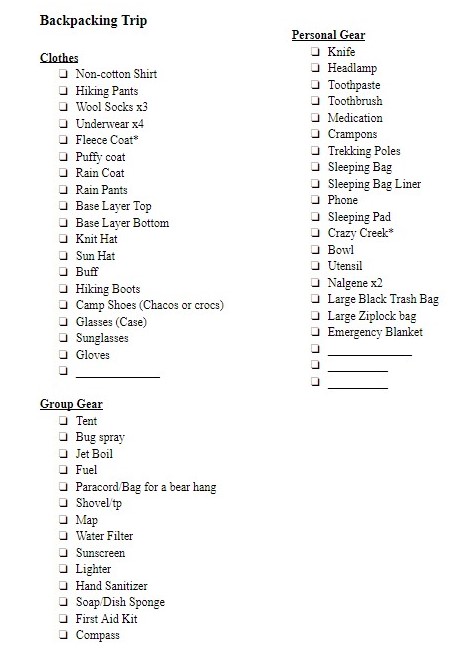 Backpacking Trip
Clothes
❏ Non-cotton Shirt
❏ Hiking Pants
❏ Wool Socks x3
❏ Underwear x4
❏ Fleece Coat*
❏ Puffy coat
❏ Rain Coat
❏ Rain Pants
❏ Base Layer Top
❏ Base Layer Bottom
❏ Knit Hat
❏ Sun Hat
❏ Buff
❏ Hiking Boots
❏ Camp Shoes (Chacos or crocs)
❏ Glasses (Case)
❏ Sunglasses
❏ Gloves
❏ ______________
Group Gear
❏ Tent
❏ Bug spray
❏ Jet Boil
❏ Fuel
❏ Paracord/Bag for a bear hang
❏ Shovel/tp
❏ Map
❏ Water Filter
❏ Sunscreen
❏ Lighter
❏ Hand Sanitizer
❏ Soap/Dish Sponge
❏ First Aid Kit
❏ Compass
Personal Gear
❏ Knife
❏ Headlamp
❏ Toothpaste
❏ Toothbrush
❏ Medication
❏ Crampons
❏ Trekking Poles
❏ Sleeping Bag
❏ Sleeping Bag Liner
❏ Phone
❏ Sleeping Pad
❏ Crazy Creek*
❏ Bowl
❏ Utensil
❏ Nalgene x2
❏ Large Black Trash Bag
❏ Large Ziplock bag
❏ Emergency Blanket
❏ ______________
❏ __________
❏ __________